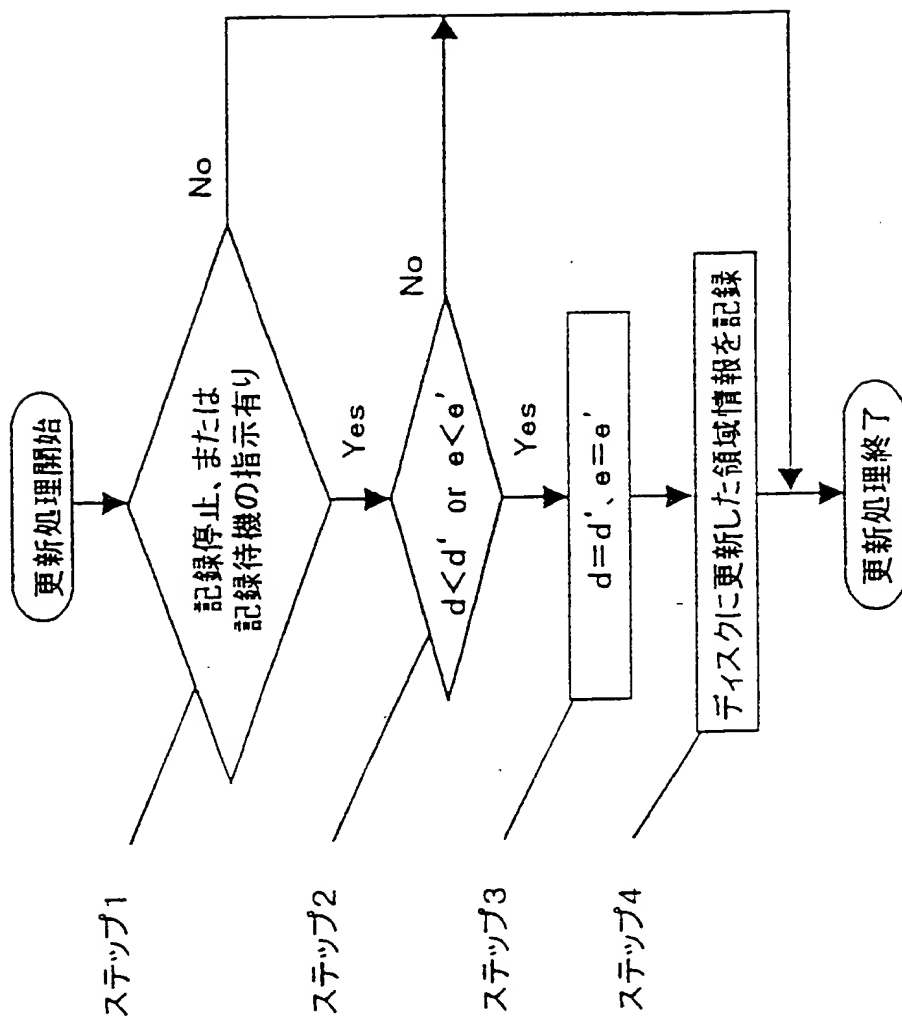 更新処理開始
ステップ1
記録停止、または
記録待機の指示有り
No
Yes
ステップ2
d<d' or e<e'
No
Yes
ステップ3
d=d'、e=e'
ステップ4
ディスクに更新した領域情報を記録
更新処理終了